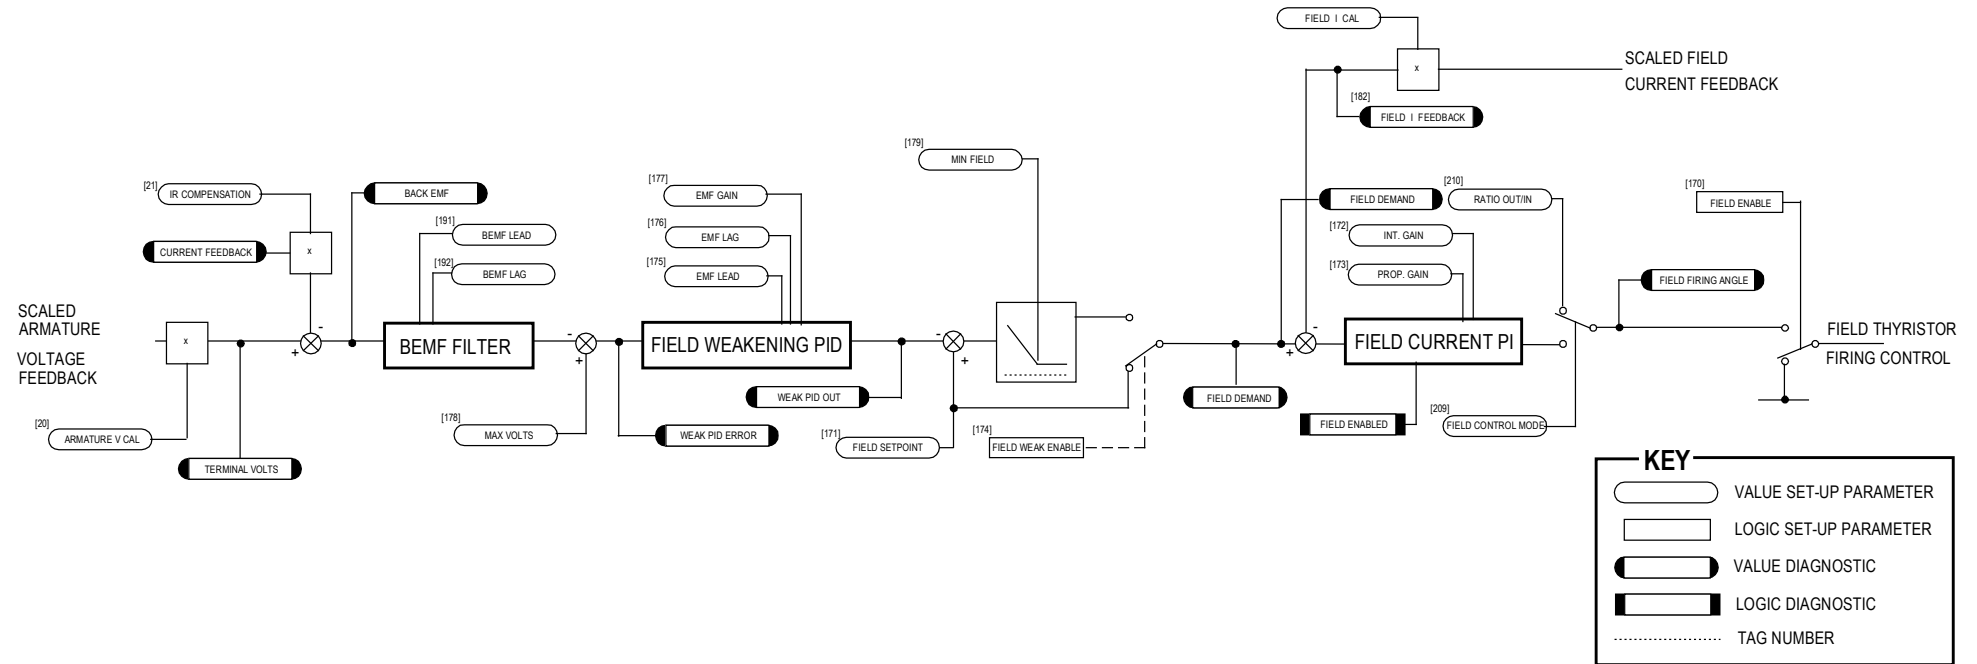 FIELD I CAL
x
SCALED FIELD
CURRENT FEEDBACK
[182]
FIELD I FEEDBACK
[179]
MIN FIELD
[21]
IR COMPENSATION
BACK EMF
[177]
EMF GAIN
FIELD DEMAND
[210]
RATIO OUT/IN
[170]
FIELD ENABLE
[191]
BEMF LEAD
[176]
EMF LAG
[172]
INT. GAIN
CURRENT FEEDBACK
x
[192]
BEMF LAG
[175]
EMF LEAD
[173]
PROP. GAIN
FIELD FIRING ANGLE
SCALED
ARMATURE
VOLTAGE
FEEDBACK
x
-
+
BEMF FILTER
-
+
FIELD WEAKENING PID
-
+
-
+
FIELD CURRENT PI
FIELD THYRISTOR
FIRING CONTROL
WEAK PID OUT
FIELD DEMAND
[20]
ARMATURE V CAL
TERMINAL VOLTS
[178]
MAX VOLTS
WEAK PID ERROR
[171]
FIELD SETPOINT
[174]
FIELD WEAK ENABLE
FIELD ENABLED
[209]
FIELD CONTROL MODE
KEY
VALUE SET-UP PARAMETER
LOGIC SET-UP PARAMETER
VALUE DIAGNOSTIC
LOGIC DIAGNOSTIC
TAG NUMBER